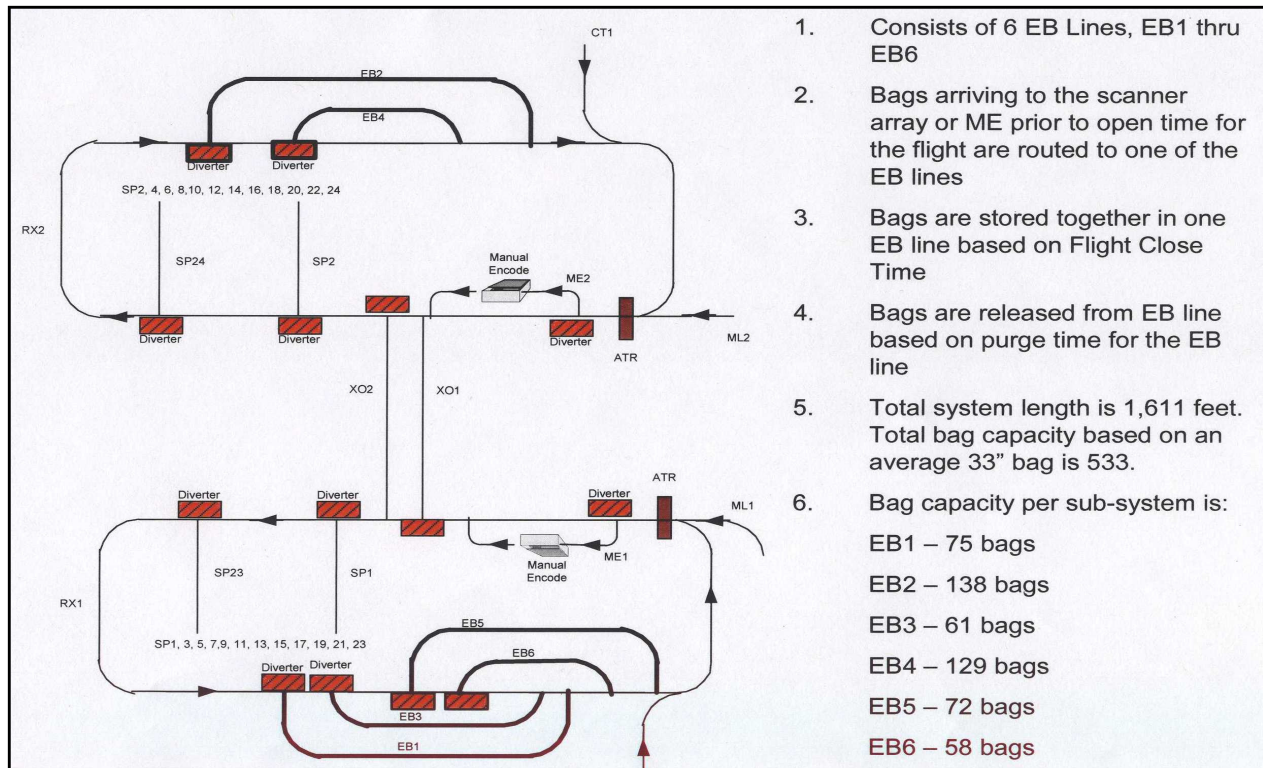 CT1
EB2
EB4
Diverter
Diverter
SP2, 4, 6, 8,10, 12, 14, 16, 18, 20, 22, 24
RX2
SP24
SP2
Manual
Encode
ME2
Diverter
Diverter
Diverter
ATR
ML2
XO2
XO1
ATR
Diverter
Diverter
Diverter
ML1
ME1
Manual
Encode
SP23
SP1
RX1
EB5
SP1, 3, 5, 7,9, 11, 13, 15, 17, 19, 21, 23
EB6
Diverter
Diverter
EB3
EB1
1. Consists of 6 EB Lines, EB1 thru
EB6
2. Bags arriving to the scanner
array or ME prior to open time for
the flight are routed to one of the
EB lines
3. Bags are stored together in one
EB line based on Flight Close
Time
4. Bags are released from EB line
based on purge time for the EB
line
5. Total system length is 1,611 feet.
Total bag capacity based on an
average 33” bag is 533.
6. Bag capacity per sub-system is:
EB1 – 75 bags
EB2 – 138 bags
EB3 – 61 bags
EB4 – 129 bags
EB5 – 72 bags
EB6 – 58 bags